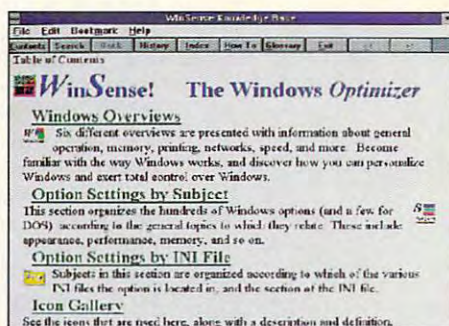 WinSense Knowledge Base
File Edit Bookmark Help
Contents Search Back History Index How To Glossary Exit
Table of Contents
WinSense! The Windows Optimizer
Windows Overviews
Six different overviews are presented with information about general
operation, memory, printing, networks, speed, and more. Become
familiar with the way Windows works, and discover how you can personalize
Windows and exert total control over Windows.
Option Settings by Subject
This section organizes the hundreds of Windows options (and a few for
DOS) according to the general topics to which they relate. These include
appearance, performance, memory, and so on.
Option Settings by INI File
Subjects in this section are organized according to which of the various
INI files the option is located in, and the section of the INI file.
Icon Gallery
See the icons that are used here, along with a description and definition.